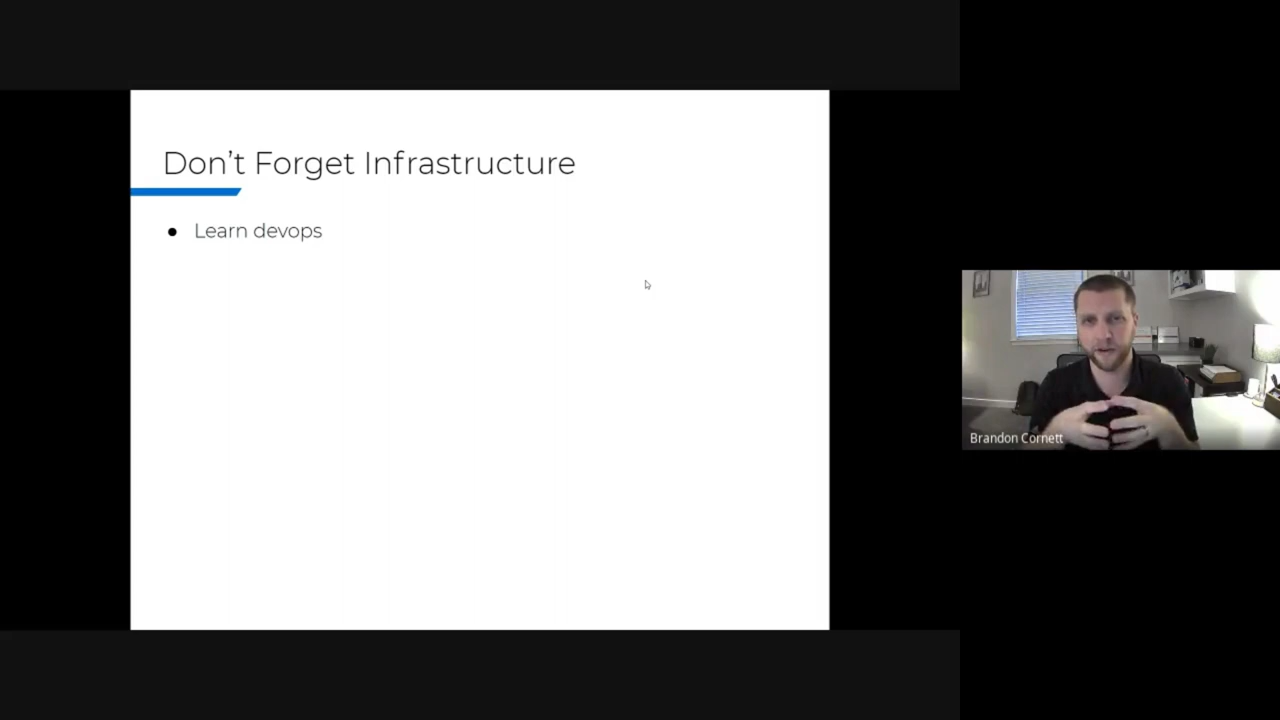 Don’t Forget Infrastructure
● Learn devops
Brandon Cornett